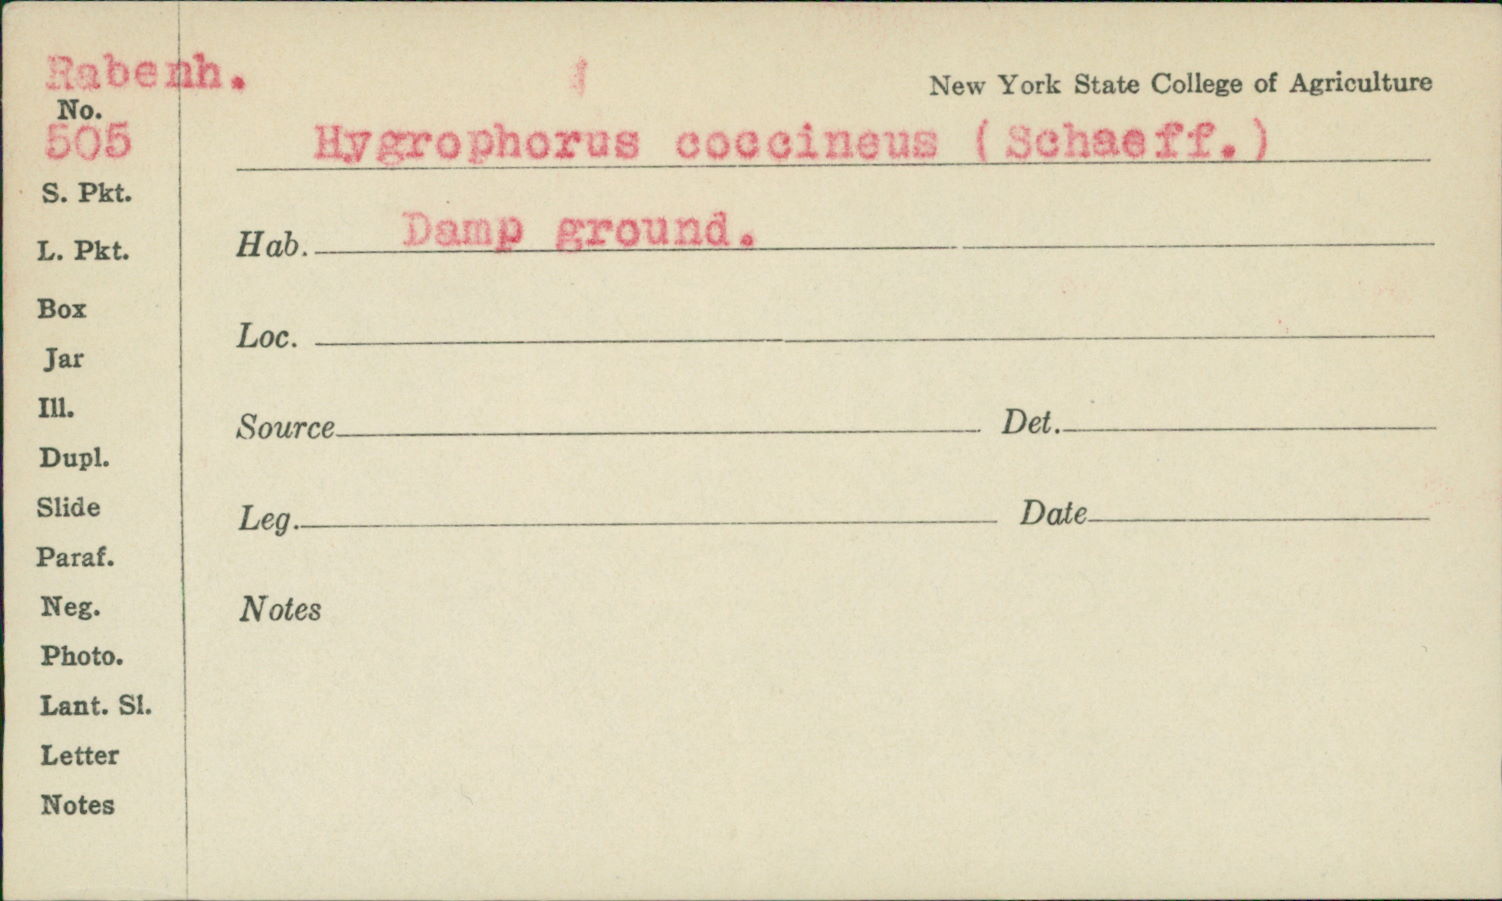 Rabenh.
New York State College of Agriculture
No.
505
Hygrophorus coccineus (Schaeff.)
S. Pkt.
Hab. Damp ground.
L. Pkt.
Box
Loc.
Jar
Ill.
Source Det.
Dupl.
Slide
Leg. Date
Paraf.
Neg.
Notes
Photo.
Lant. Sl.
Letter
Notes